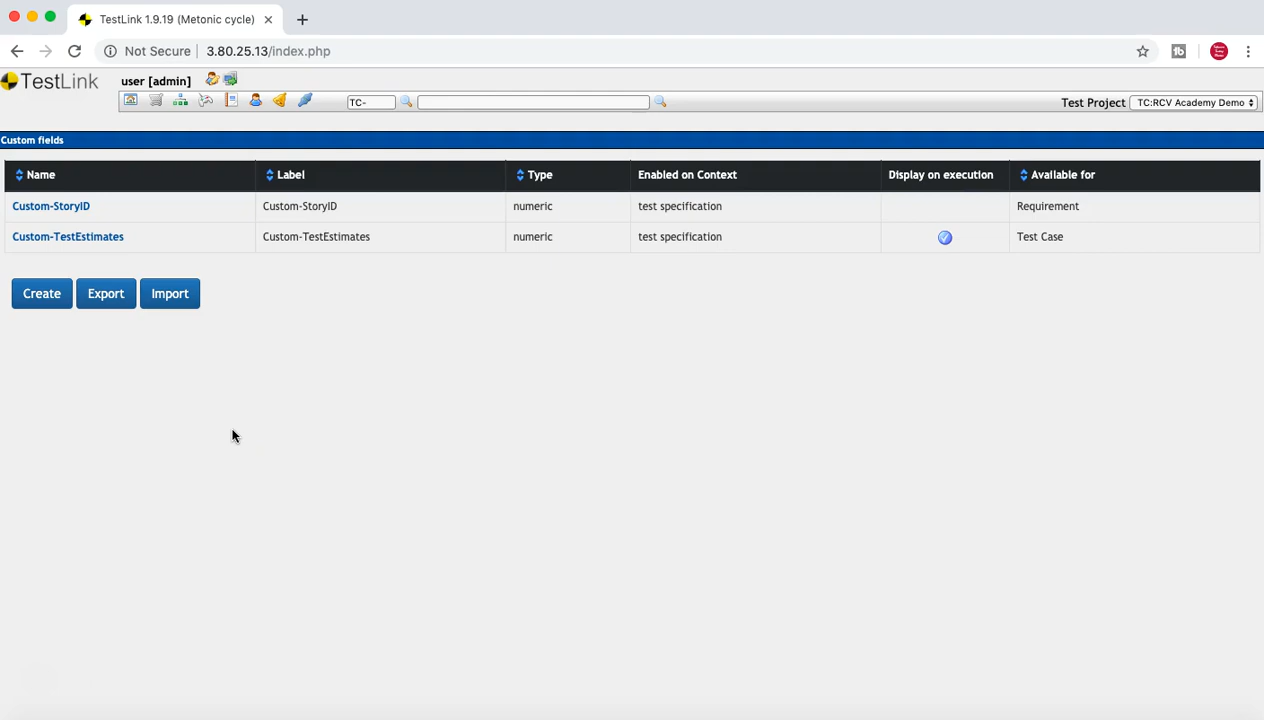 TestLink 1.9.19 (Metonic cycle)
Not Secure 3.80.25.13/index.php
TestLink user [admin]
TC- Test Project TC:RCV Academy Demo
Custom fields
Name Label Type Enabled on Context Display on execution Available for
Custom-StoryID Custom-StoryID numeric test specification Requirement
Custom-TestEstimates Custom-TestEstimates numeric test specification Test Case
Create Export Import